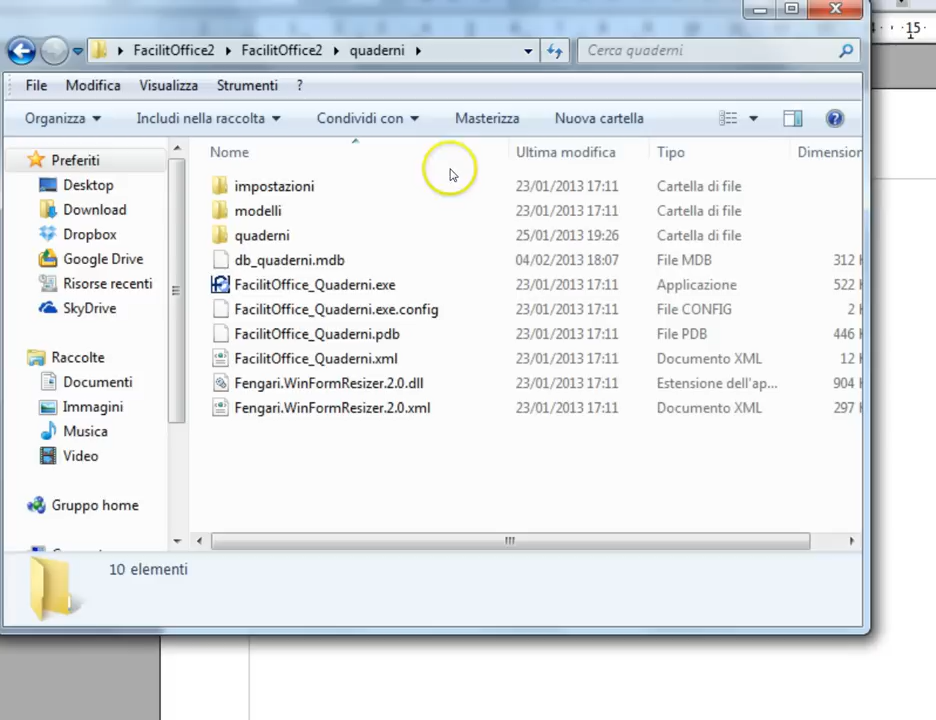 15
FacilitOffice2 FacilitOffice2 quaderni
Cerca quaderni
File Modifica Visualizza Strumenti ?
Organizza Includi nella raccolta Condividi con Masterizza Nuova cartella
Nome Ultima modifica Tipo Dimension
Preferiti
Desktop
Download
Dropbox
Google Drive
Risorse recenti
SkyDrive
Raccolte
Documenti
Immagini
Musica
Video
Gruppo home
impostazioni 23/01/2013 17:11 Cartella di file
modelli 23/01/2013 17:11 Cartella di file
quaderni 25/01/2013 19:26 Cartella di file
db_quaderni.mdb 04/02/2013 18:07 File MDB 312
FacilitOffice_Quaderni.exe 23/01/2013 17:11 Applicazione 522
FacilitOffice_Quaderni.exe.config 23/01/2013 17:11 File CONFIG 2
FacilitOffice_Quaderni.pdb 23/01/2013 17:11 File PDB 446
FacilitOffice_Quaderni.xml 23/01/2013 17:11 Documento XML 12
Fengari.WinFormResizer.2.0.dll 23/01/2013 17:11 Estensione dell'ap... 904
Fengari.WinFormResizer.2.0.xml 23/01/2013 17:11 Documento XML 297
10 elementi